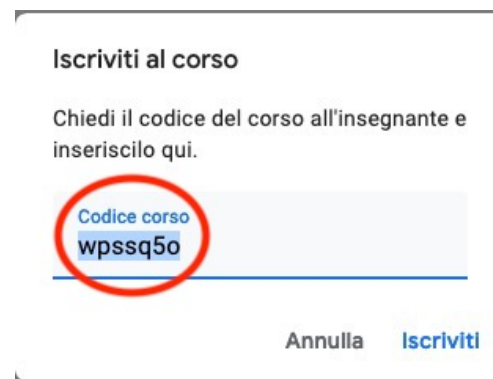 Iscriviti al corso
Chiedi il codice del corso all'insegnante e
inseriscilo qui.
Codice corso
wpssq5o
Annulla Iscriviti